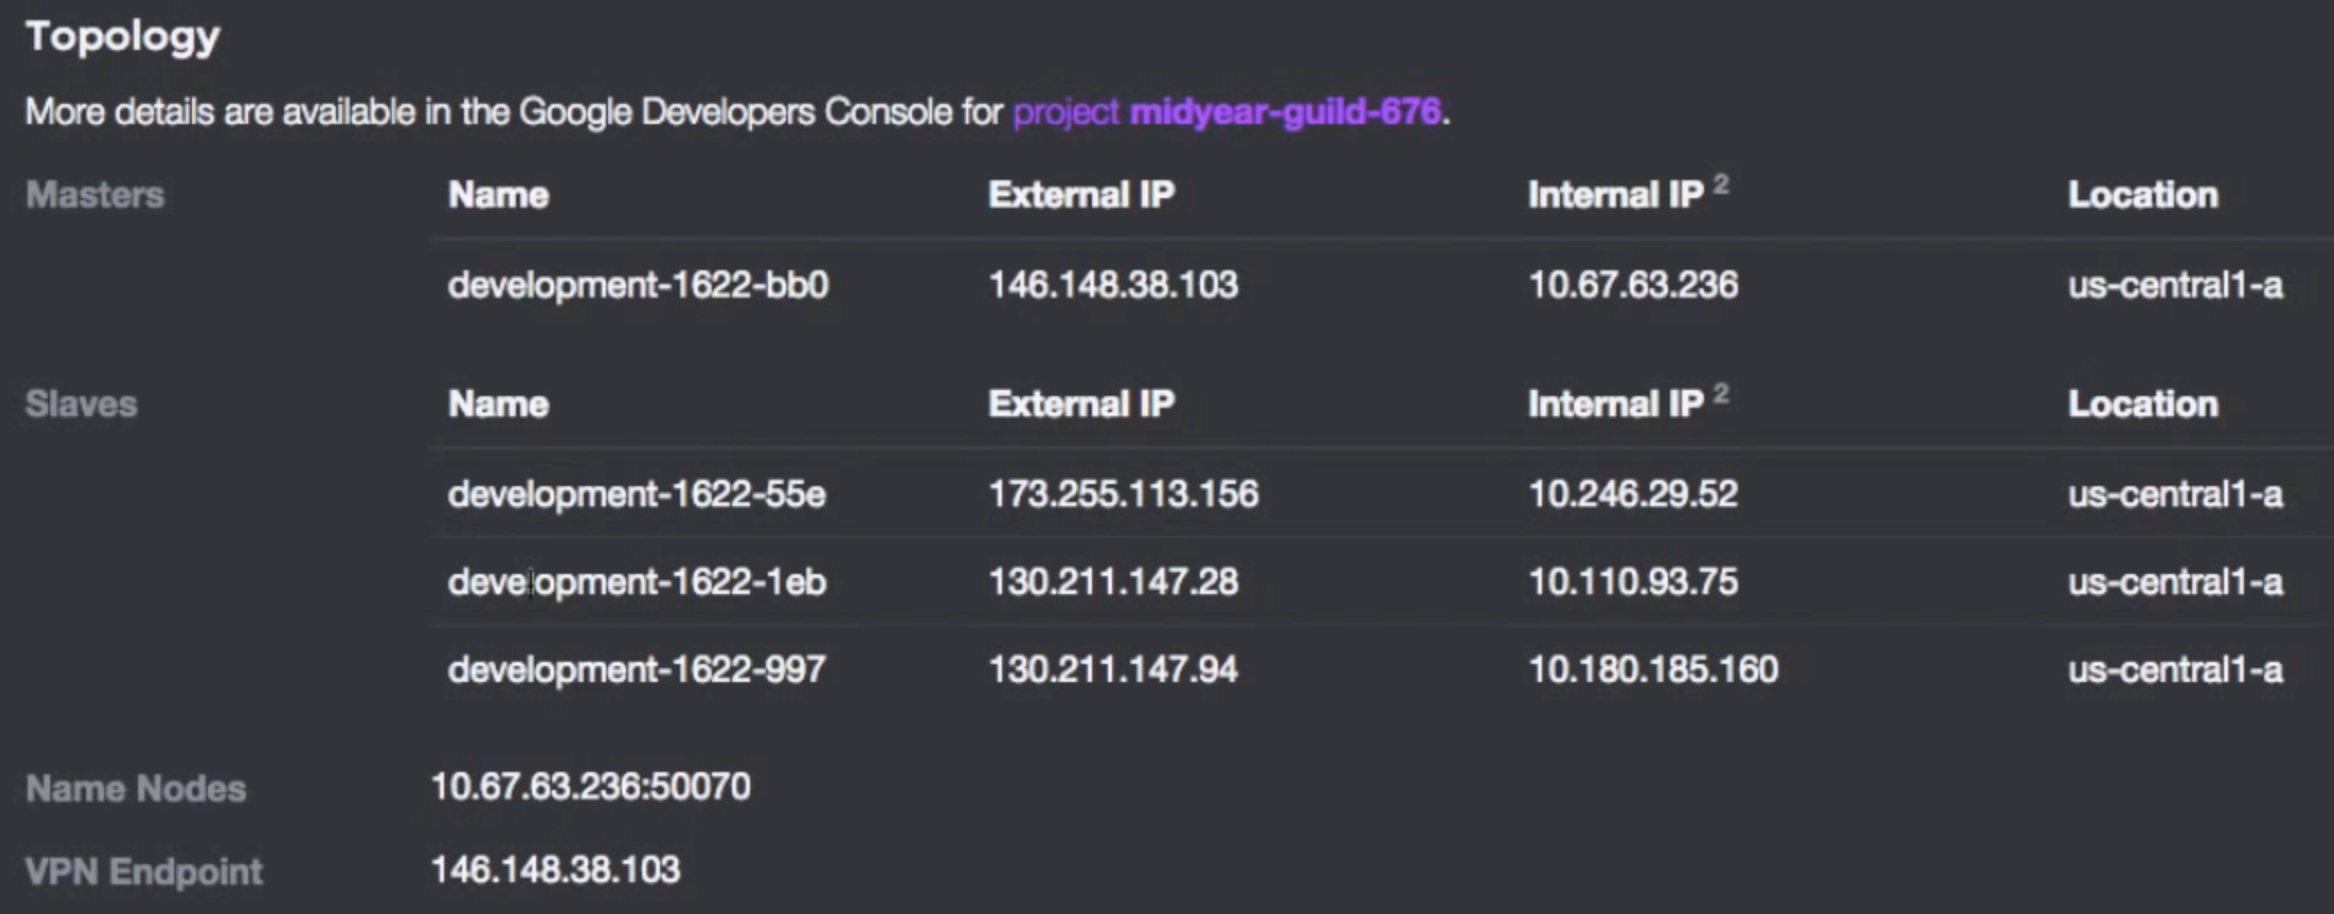 Topology
More details are available in the Google Developers Console for project midyear-guild-676.
Masters Name External IP Internal IP 2 Location
development-1622-bb0 146.148.38.103 10.67.63.236 us-central1-a
Slaves Name External IP Internal IP 2 Location
development-1622-55e 173.255.113.156 10.246.29.52 us-central1-a
development-1622-1eb 130.211.147.28 10.110.93.75 us-central1-a
development-1622-997 130.211.147.94 10.180.185.160 us-central1-a
Name Nodes 10.67.63.236:50070
VPN Endpoint 146.148.38.103